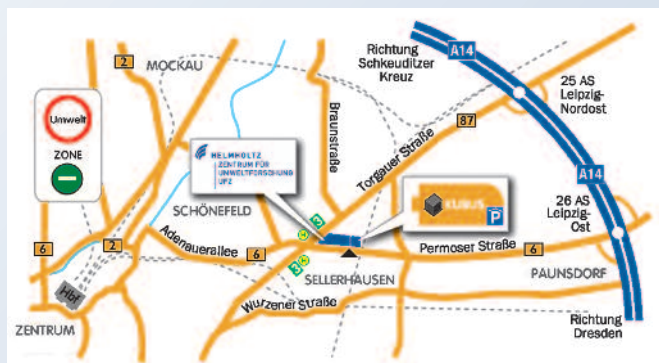 Richtung
Schkeuditzer
Kreuz
A14
2
MOCKAU
Umwelt
ZONE
25 AS
Leipzig-
Nordost
Braunstraße
87
Torgauer Straße
HELMHOLTZ
ZENTRUM FÜR
UMWELTFORSCHUNG
UFZ
A14
KUBUS
P
SCHÖNEFELD
3
H
26 AS
Leipzig-
Ost
6
2
Adenauerallee
6
Permoser Straße
6
3
H
SELLERHAUSEN
PAUNSDORF
Hbf
Wurzener Straße
ZENTRUM
Richtung
Dresden